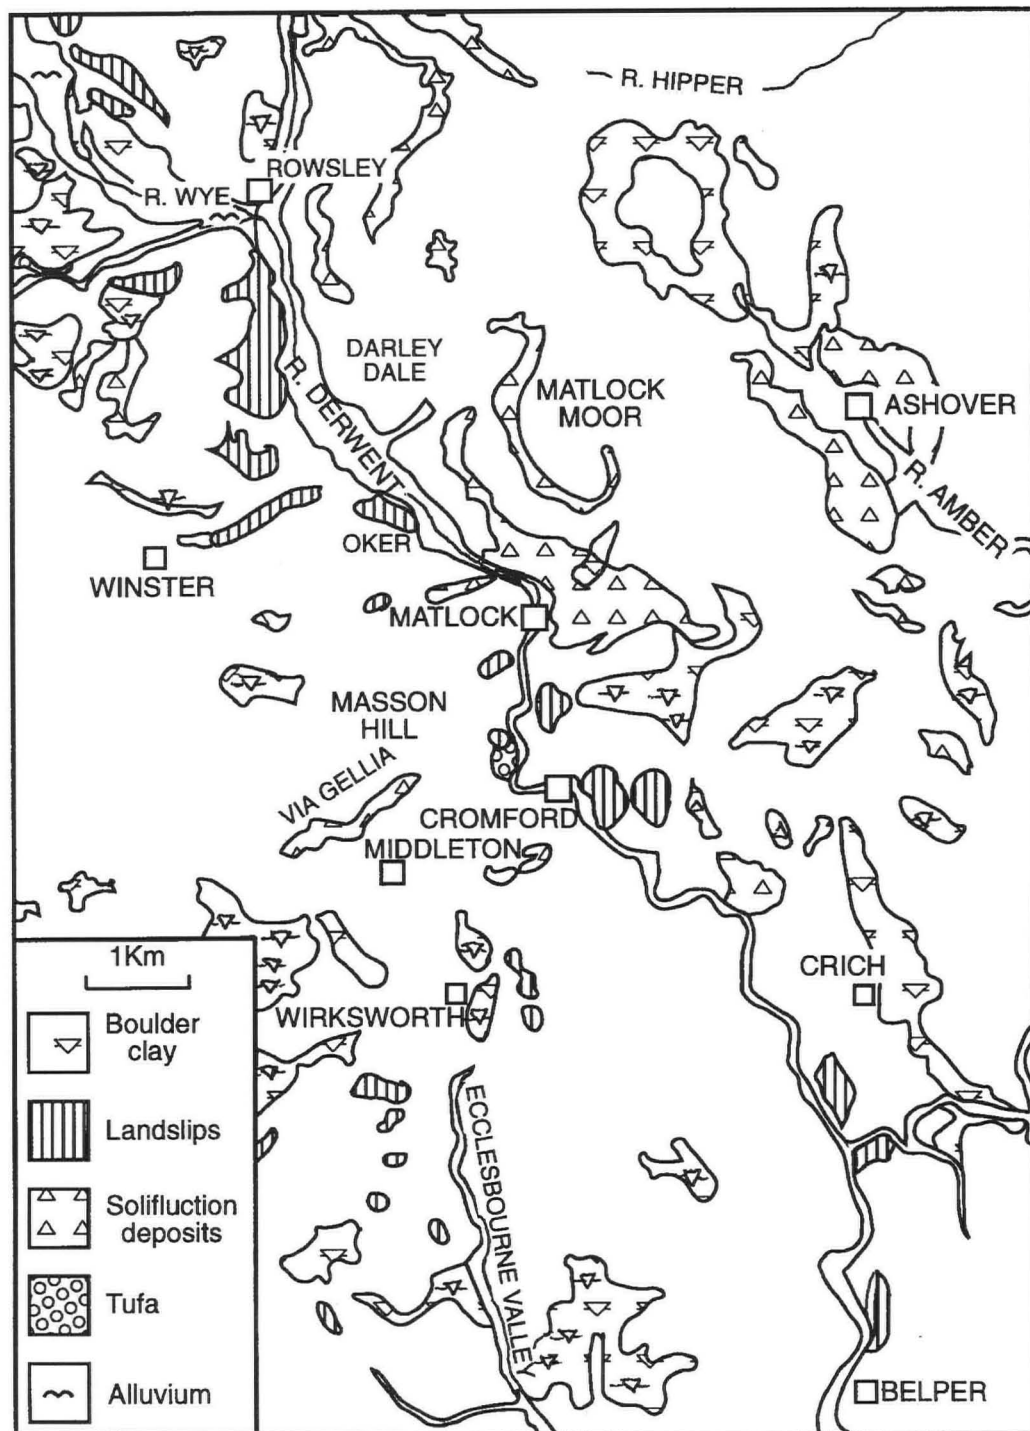 R. HIPPER
ROWSLEY
R. WYE
DARLEY
DALE
R. DERWENT
MATLOCK
MOOR
ASHOVER
R. AMBER
OKER
WINSTER
MATLOCK
MASSON
HILL
VIA GELLIA
CROMFORD
MIDDLETON
CRICH
WIRKSWORTH
ECCLESBOURNE VALLEY
BELPER
1Km
Boulder
clay
Landslips
Solifluction
deposits
Tufa
Alluvium